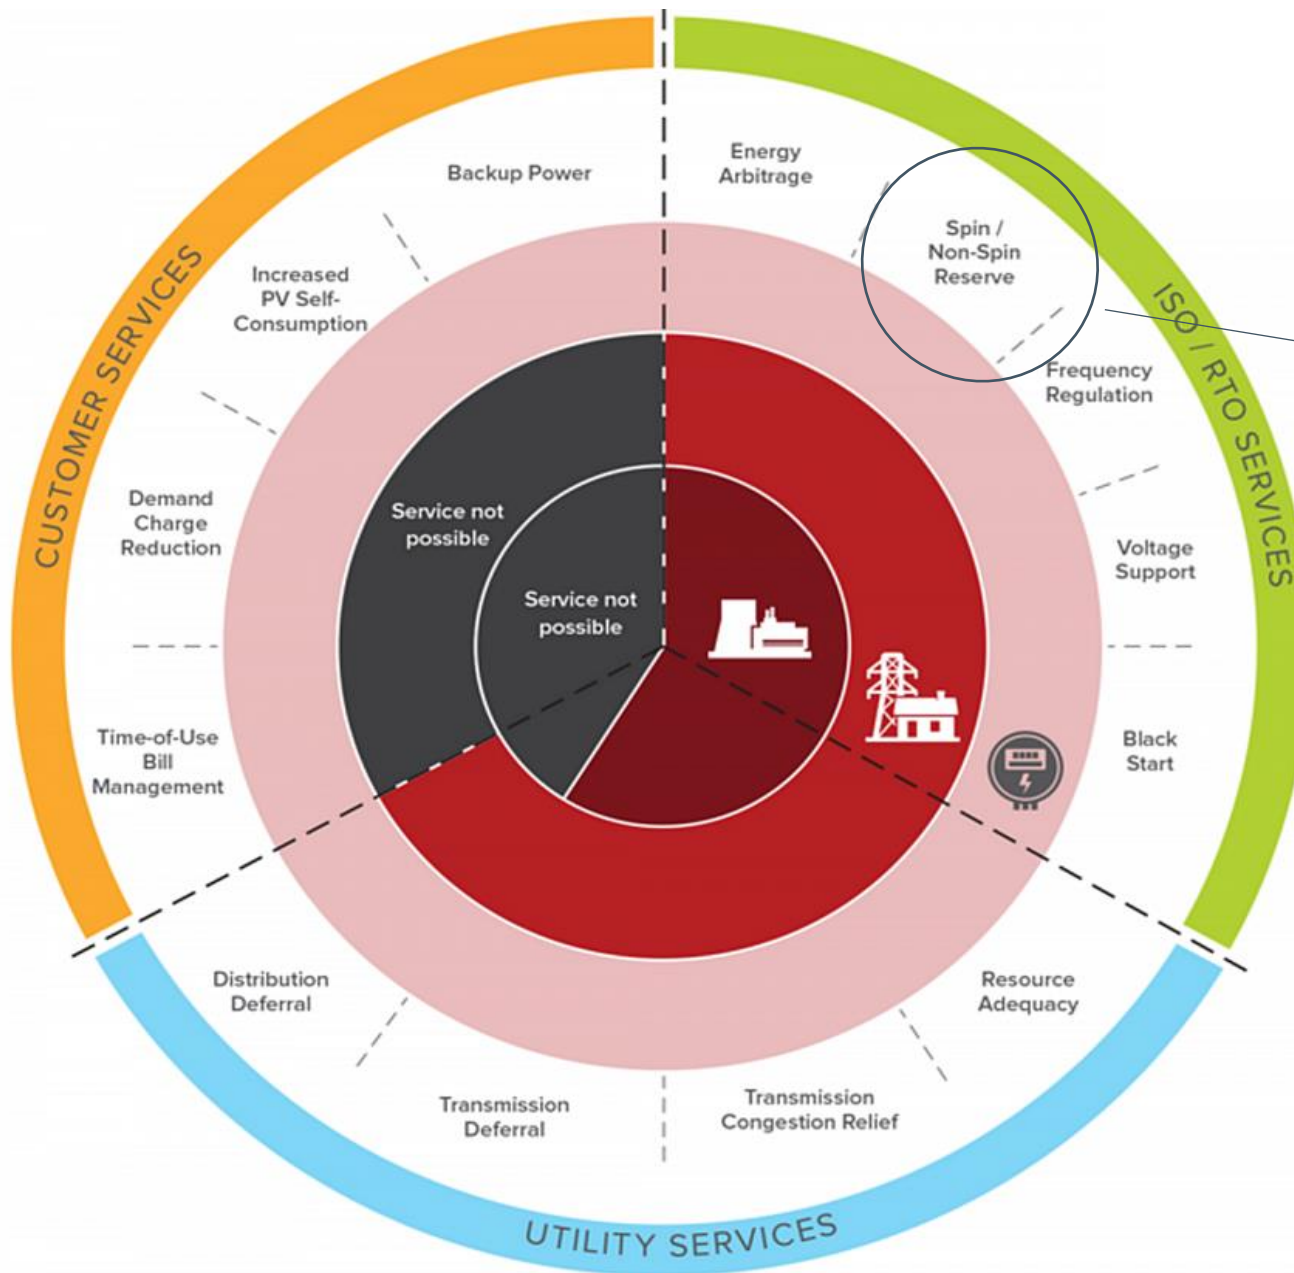 Backup Power
Energy
Arbitrage
Spin /
Non-Spin
Reserve
Increased
PV Self-
Consumption
CUSTOMER SERVICES
ISO / RTO SERVICES
Frequency
Regulation
Demand
Charge
Reduction
Service not
possible
Service not
possible
Voltage
Support
Time-of-Use
Bill
Management
Black
Start
Distribution
Deferral
Resource
Adequacy
Transmission
Deferral
Transmission
Congestion Relief
UTILITY SERVICES